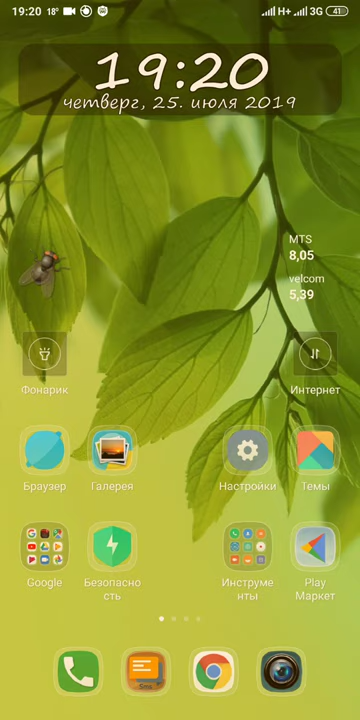 19:20 18° H+ 3G 41
19:20
четверг, 25. июля 2019
MTS
8,05
velcom
5,39
Фонарик Интернет
Браузер Галерея Настройки Темы
Google Безопасно
сть Инструме
нты Play
Маркет
Sms